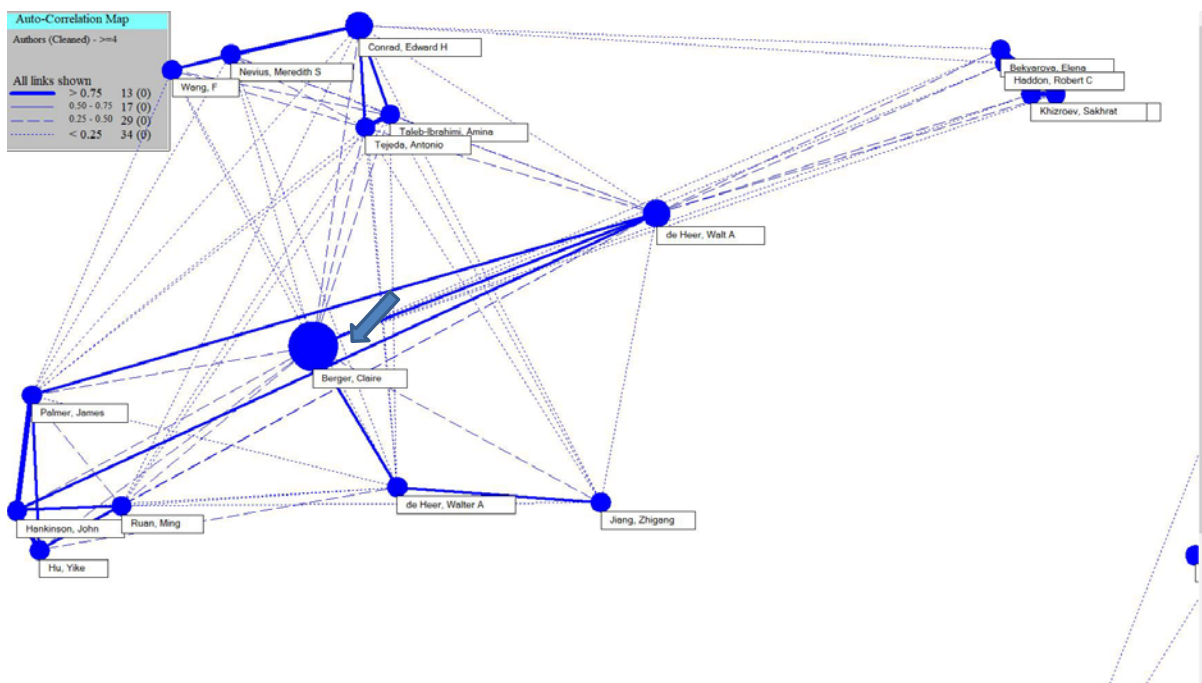 Auto-Correlation Map
Authors (Cleaned) - >=4
All links shown
> 0.75 13 (0)
0.50 - 0.75 17 (0)
0.25 - 0.50 29 (0)
< 0.25 34 (0)
Conrad, Edward H
Nevius, Meredith S
Wang, F
Taleb-Ibrahimi, Amina
Tejeda, Antonio
Bekyarova, Elena
Haddon, Robert C
Khizroev, Sakhrat
de Heer, Walt A
Berger, Claire
Palmer, James
de Heer, Walter A
Jiang, Zhigang
Hankinson, John
Ruan, Ming
Hu, Yike